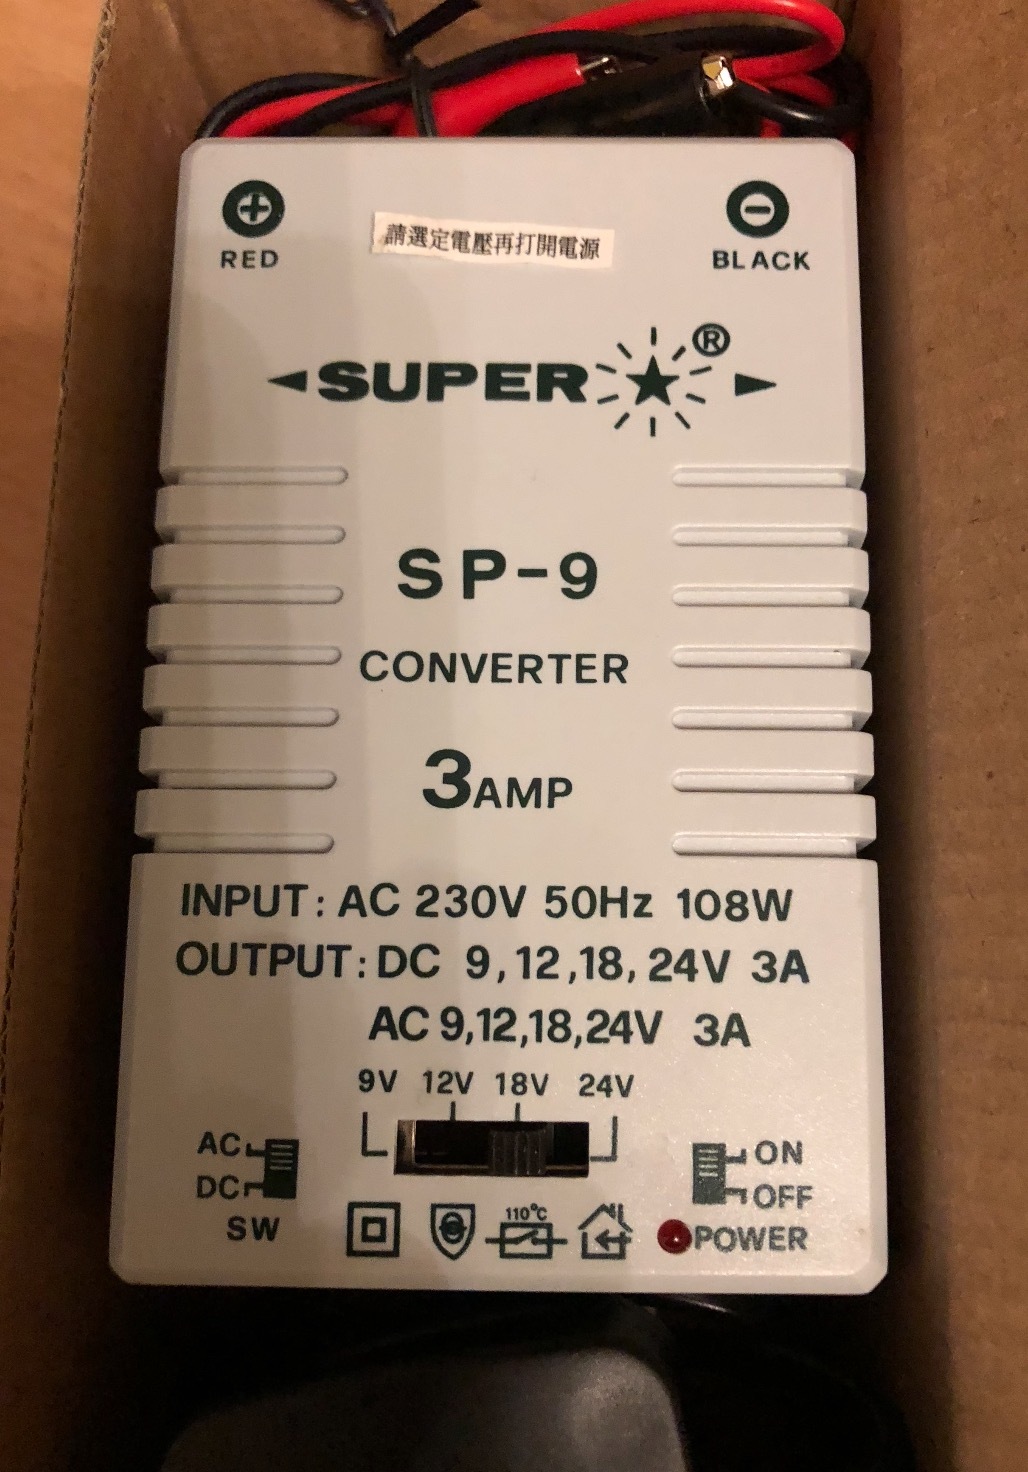 請選定電壓再打開電源
RED
BLACK
SUPER ®
SP-9
CONVERTER
3AMP
INPUT: AC 230V 50Hz 108W
OUTPUT: DC 9,12,18, 24V 3A
AC 9,12,18,24V 3A
9V 12V 18V 24V
AC
DC
SW
ON
OFF
110°C
POWER